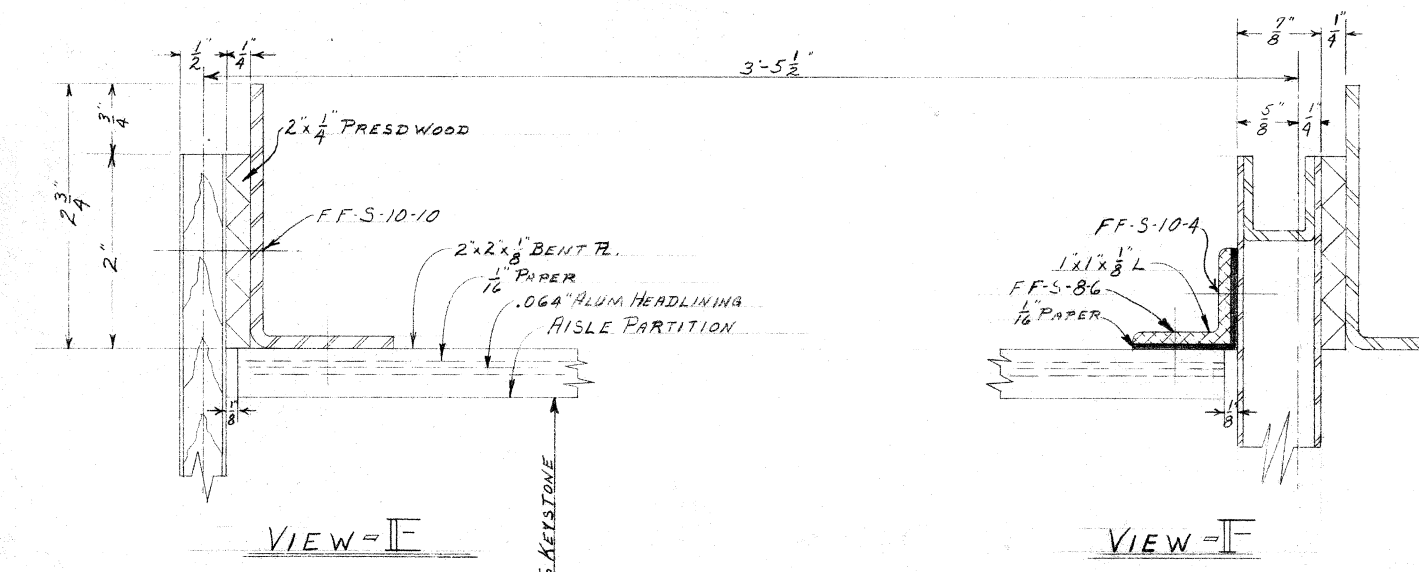 1/2"
1/4"
3'-5 1/2"
7/8"
1/4"
3/4"
2"x 1/4" PRESDWOOD
5/8"
1/4"
2 3/4"
2"
FF-S-10-10
FF-S-10-4
2"x2"x 1/8" BENT PL.
1/16" PAPER
.064" ALUM HEADLINING
AISLE PARTITION
1"x1"x 1/8" L
FF-S-8-6
1/16" PAPER
1/8"
1/8"
KEYSTONE
VIEW-E
VIEW-F